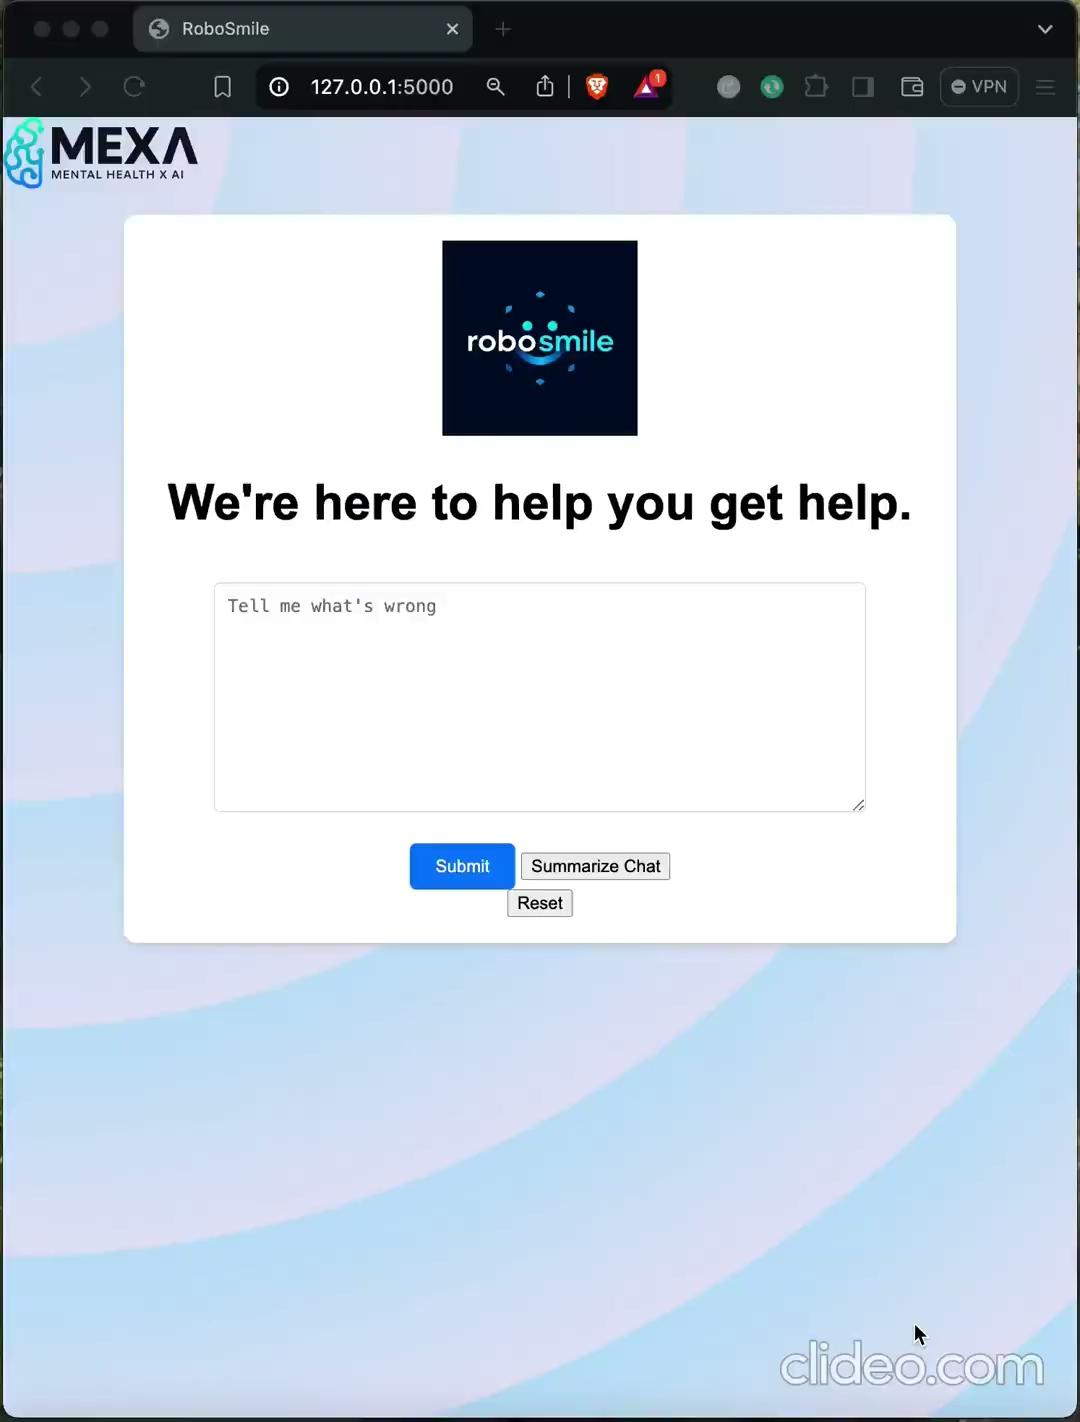 RoboSmile
127.0.0.1:5000
1
VPN
MEXA
MENTAL HEALTH X AI
robosmile
We're here to help you get help.
Tell me what's wrong
Submit
Summarize Chat
Reset
clideo.com